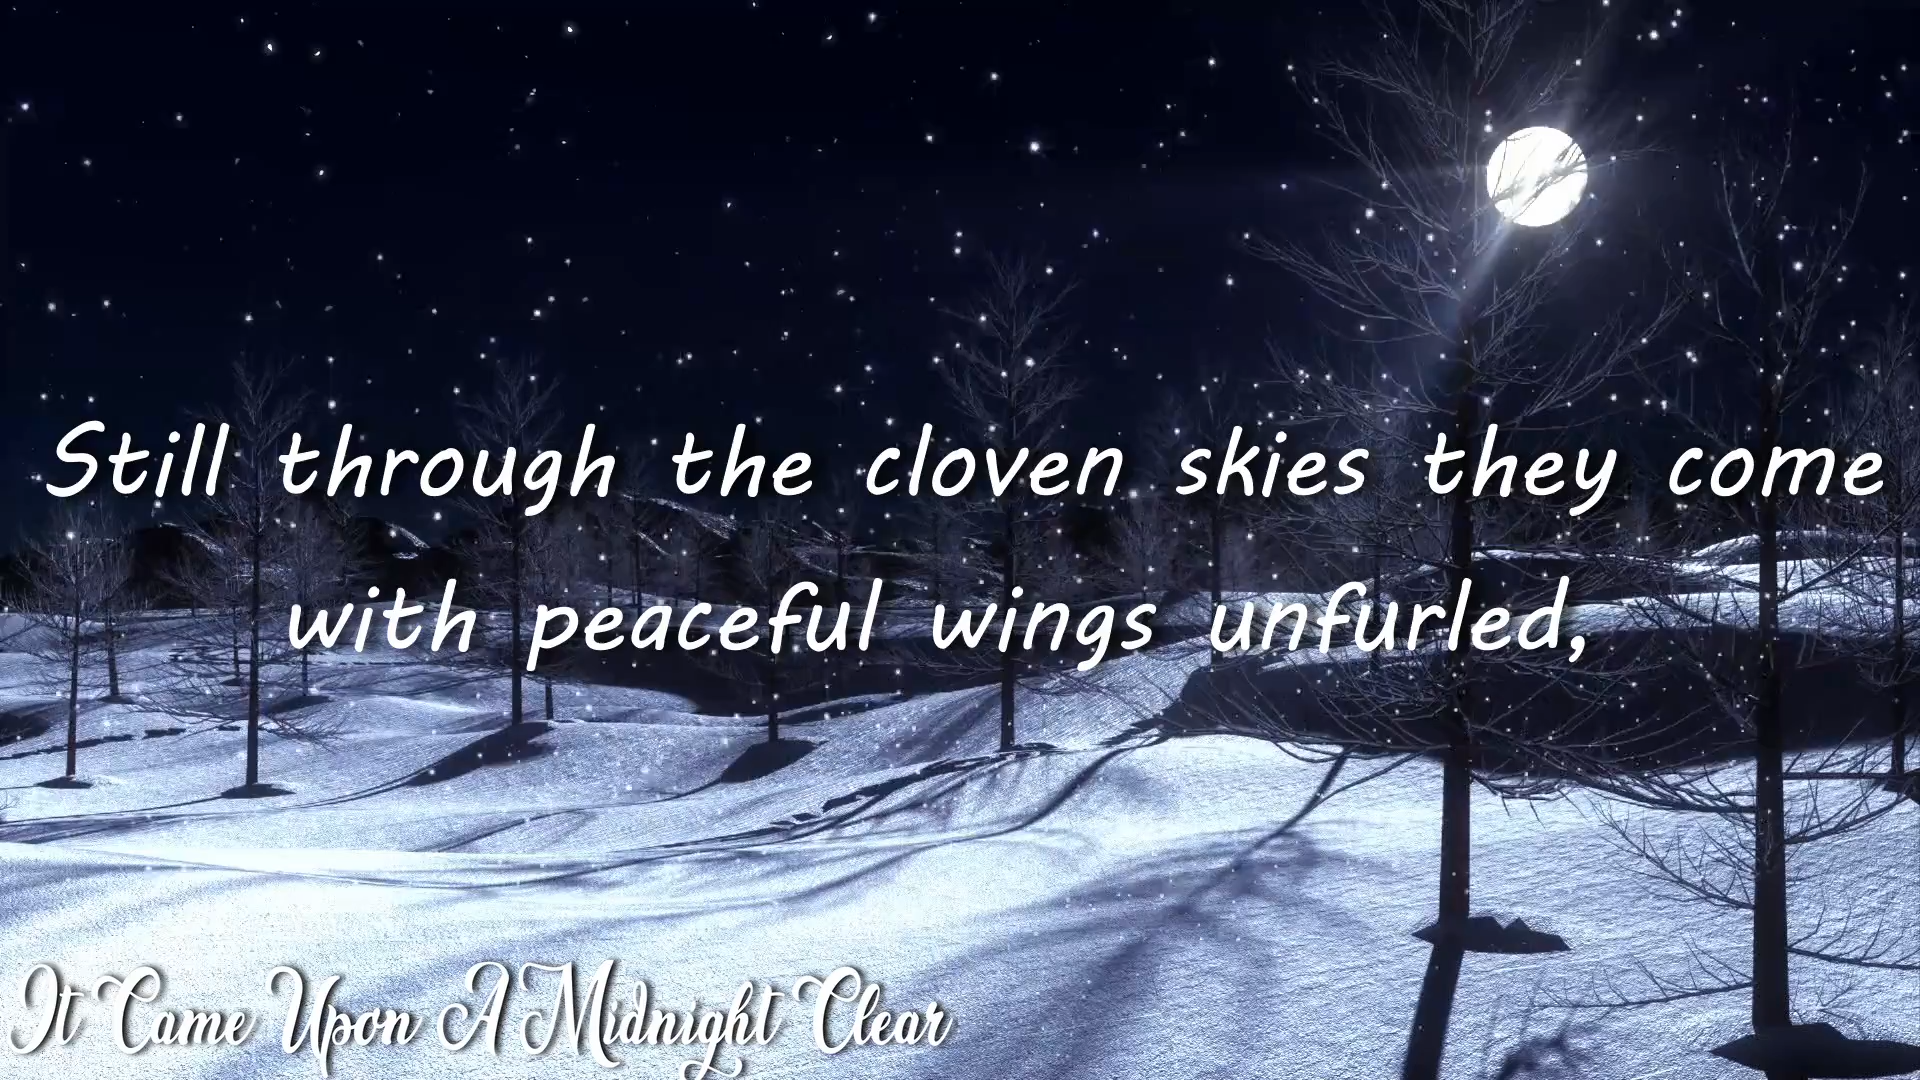 Still through the cloven skies they come
with peaceful wings unfurled,
It Came Upon A Midnight Clear